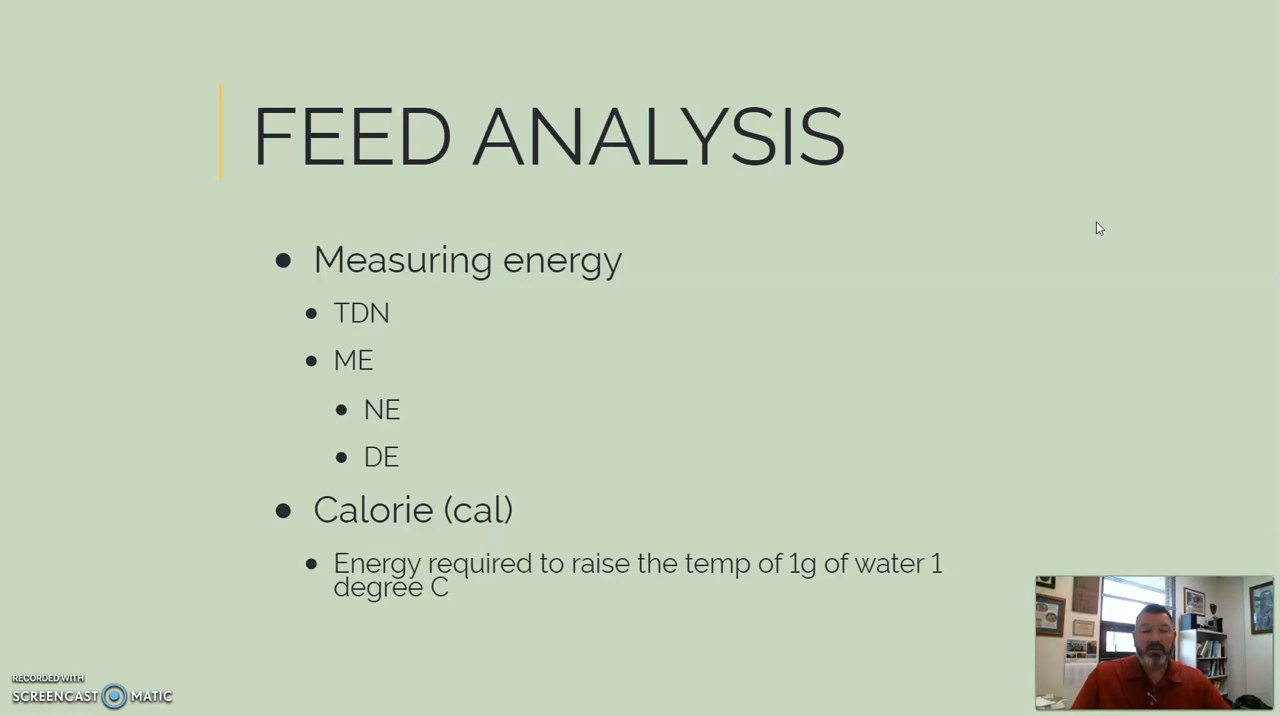 FEED ANALYSIS
Measuring energy
TDN
ME
NE
DE
Calorie (cal)
Energy required to raise the temp of 1g of water 1
degree C
RECORDED WITH
SCREENCAST MATIC